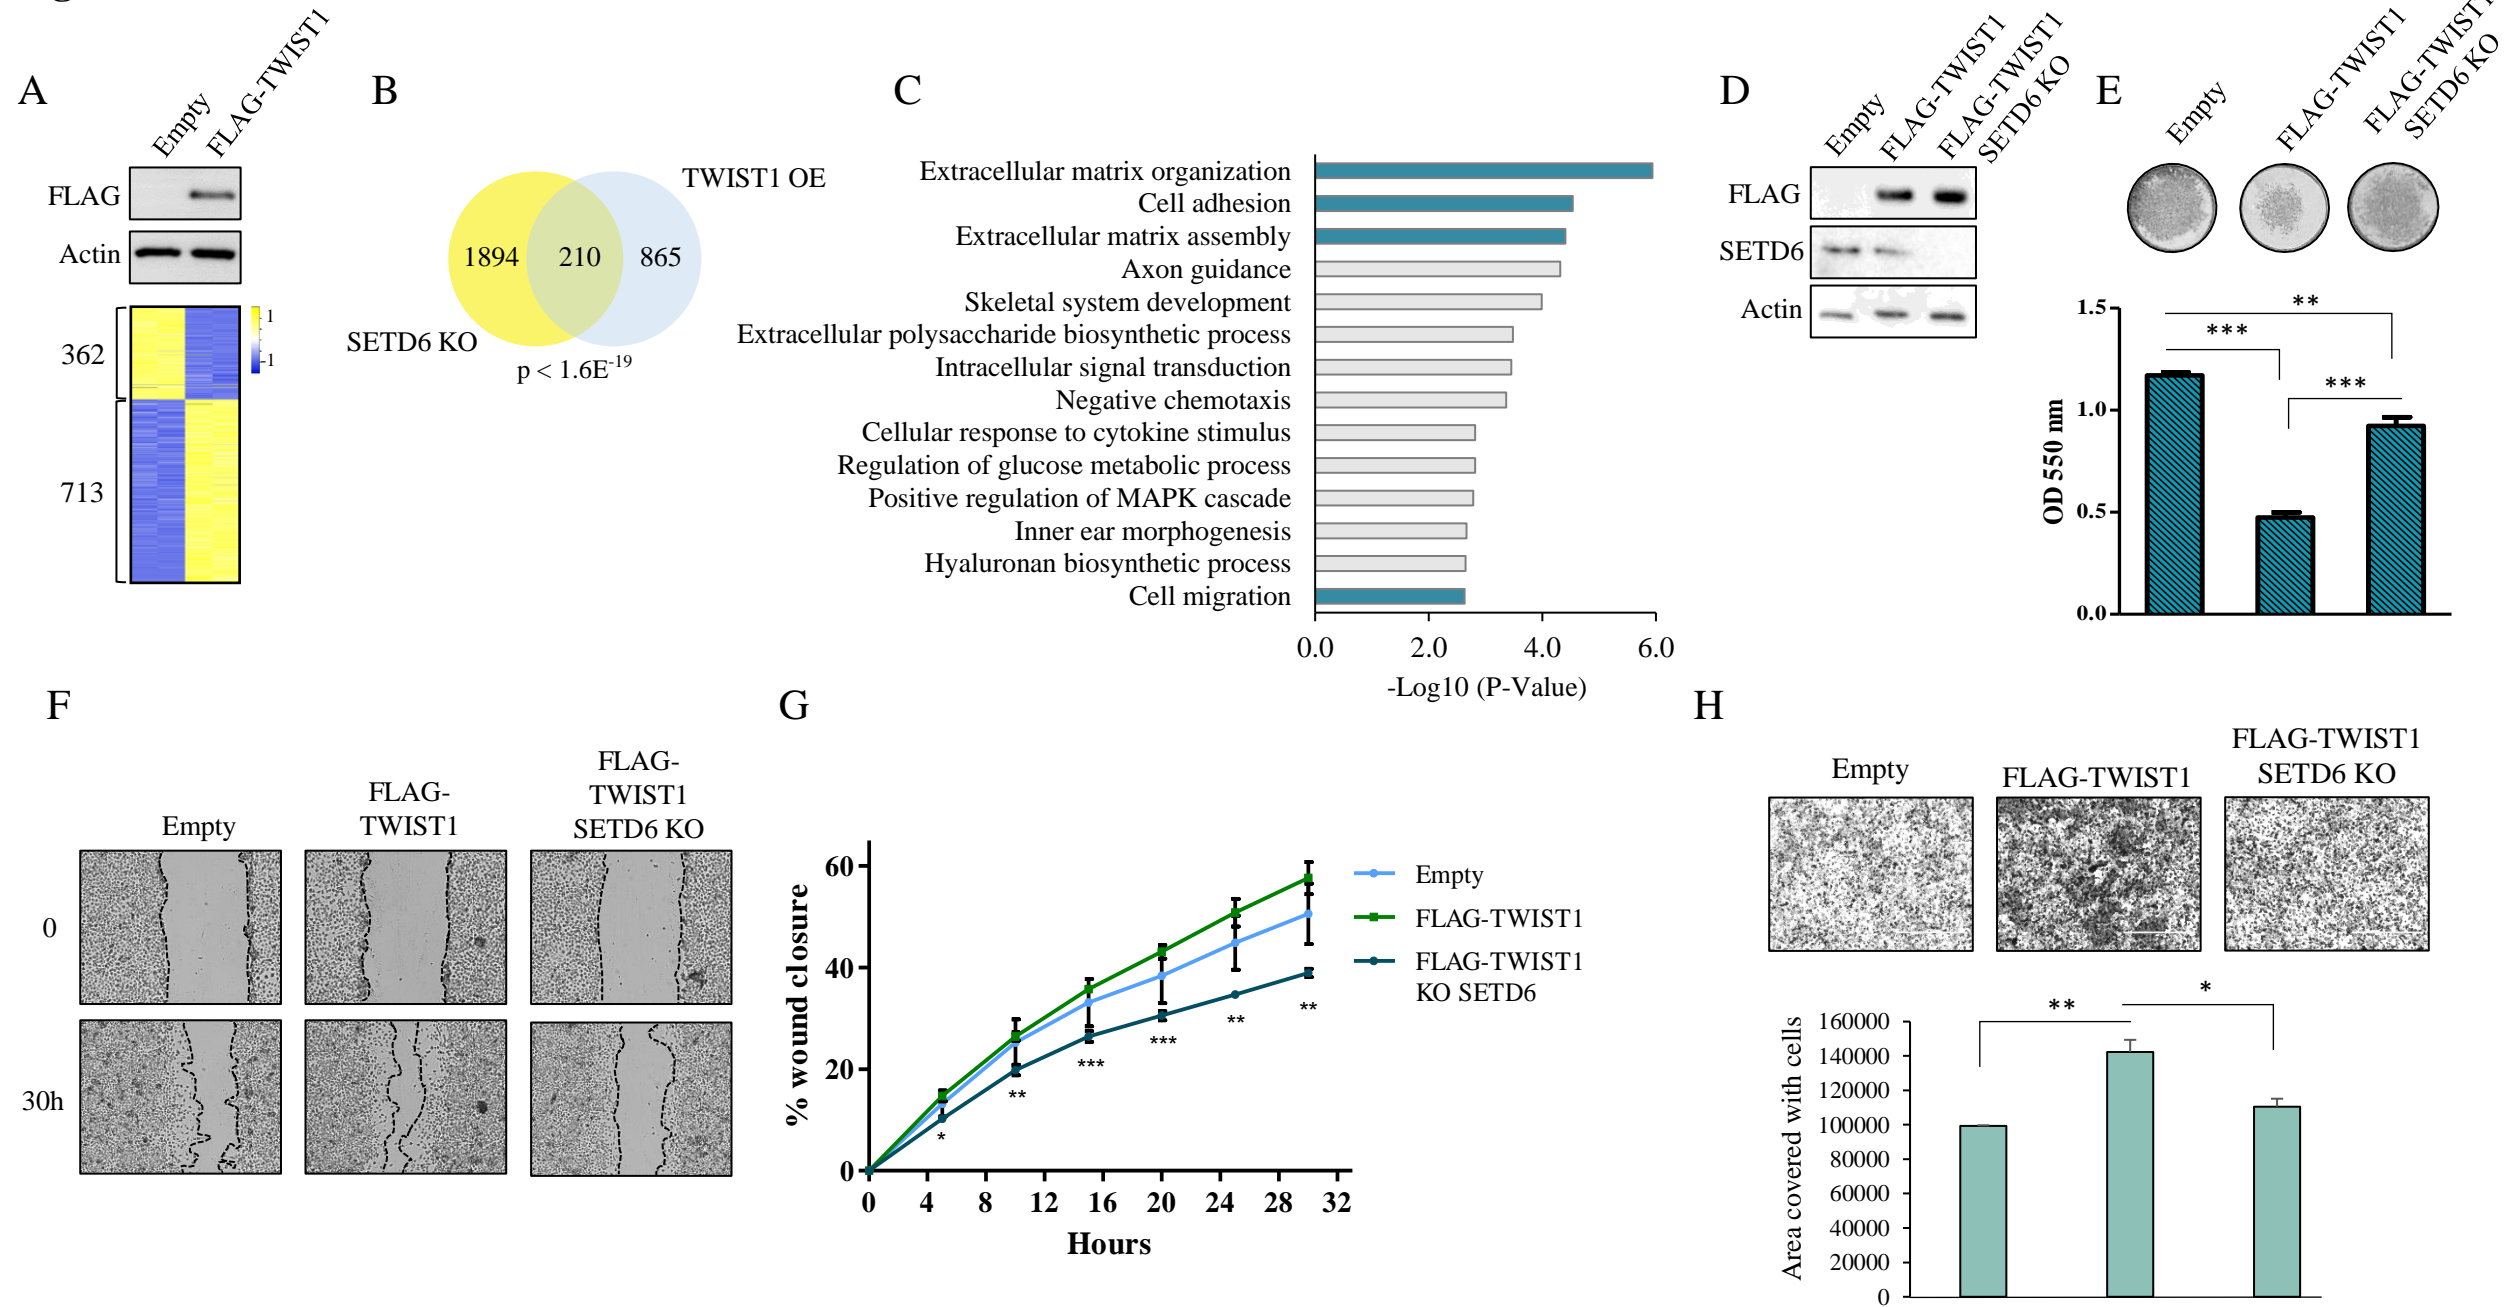 A
Empty
FLAG-TWIST1
FLAG
Actin
362
713
1
-1
B
TWIST1 OE
1894
210
865
SETD6 KO
p < 1.6E-19
C
Extracellular matrix organization
Cell adhesion
Extracellular matrix assembly
Axon guidance
Skeletal system development
Extracellular polysaccharide biosynthetic process
Intracellular signal transduction
Negative chemotaxis
Cellular response to cytokine stimulus
Regulation of glucose metabolic process
Positive regulation of MAPK cascade
Inner ear morphogenesis
Hyaluronan biosynthetic process
Cell migration
0.0 2.0 4.0 6.0
-Log10 (P-Value)
D
Empty
FLAG-TWIST1
FLAG-TWIST1
SETD6 KO
FLAG
SETD6
Actin
E
Empty
FLAG-TWIST1
FLAG-TWIST1
SETD6 KO
**
***
***
1.5
1.0
0.5
0.0
OD 550 nm
F
Empty
FLAG-
TWIST1
FLAG-
TWIST1
SETD6 KO
0
30h
G
% wound closure
60
40
20
0
*
**
***
***
**
**
0 4 8 12 16 20 24 28 32
Hours
Empty
FLAG-TWIST1
FLAG-TWIST1
KO SETD6
H
Empty
FLAG-TWIST1
FLAG-TWIST1
SETD6 KO
**
*
Area covered with cells
160000
140000
120000
100000
80000
60000
40000
20000
0